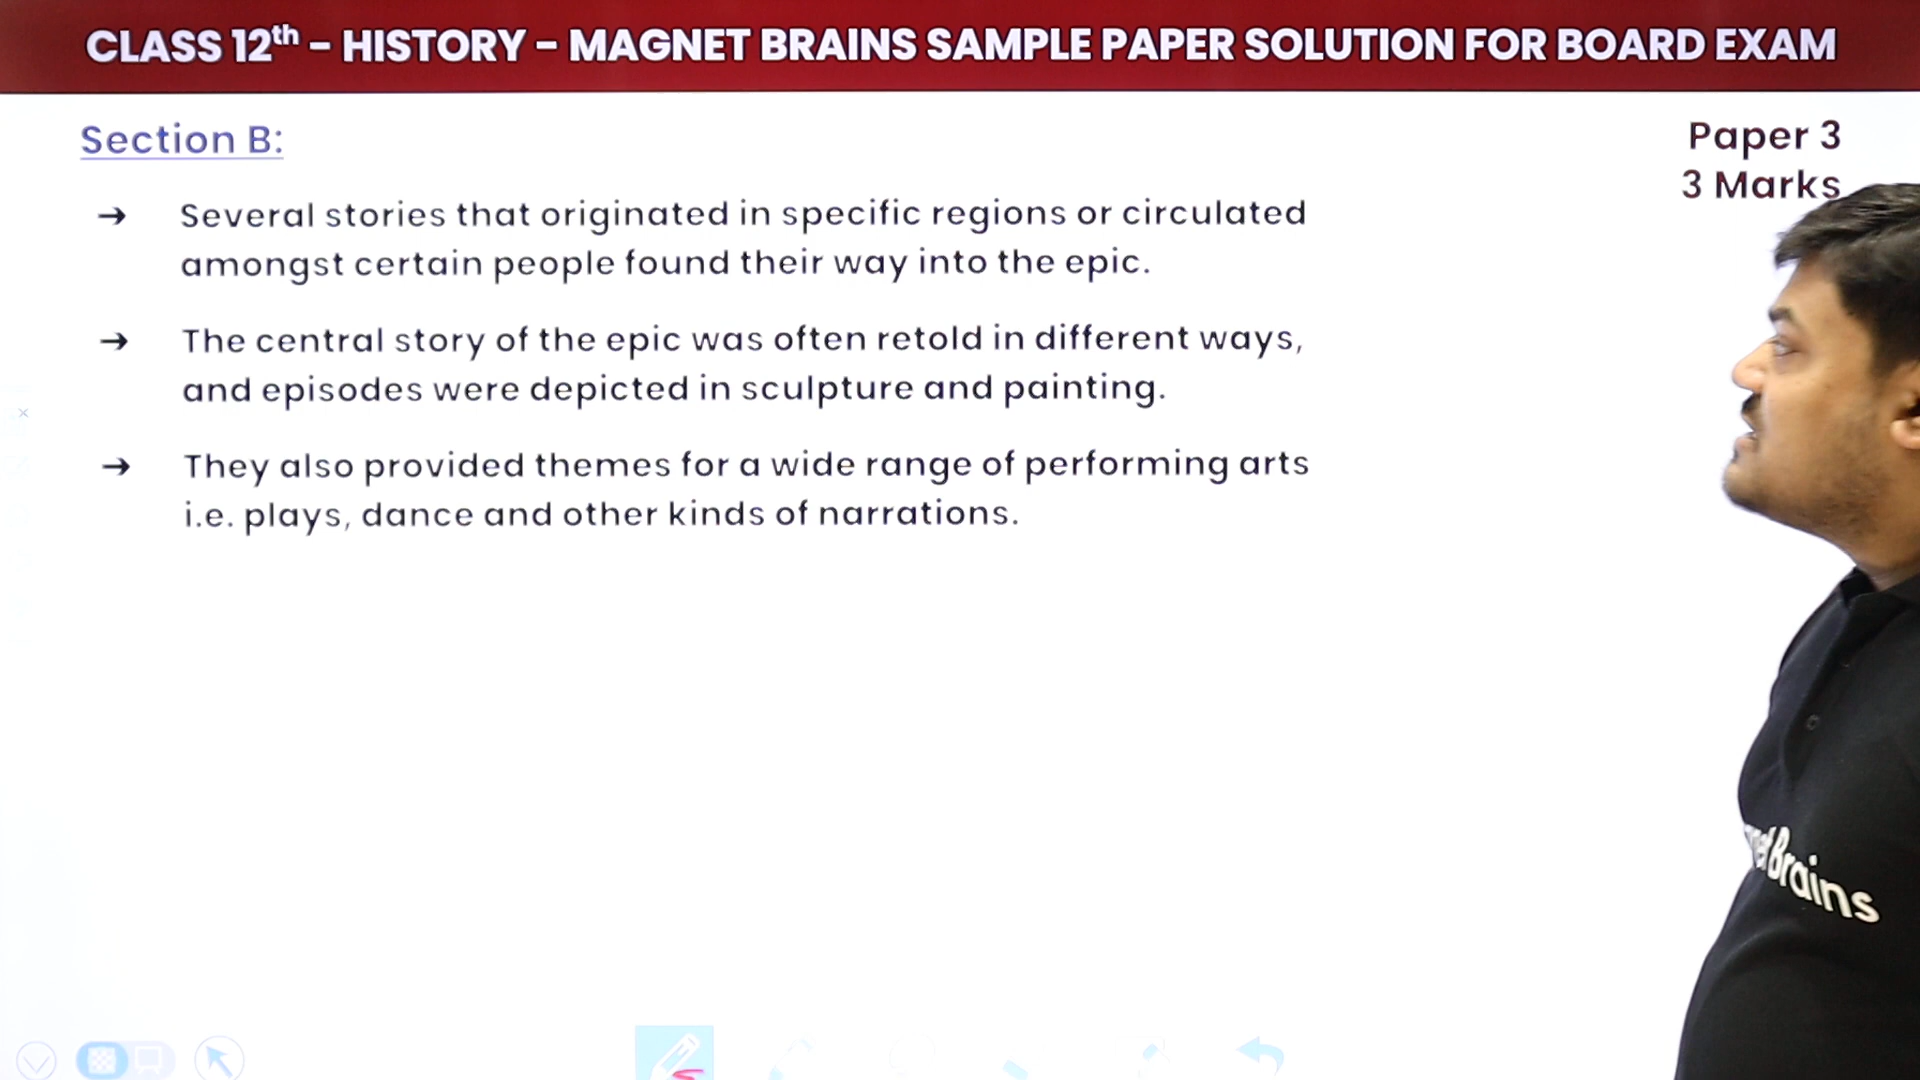 CLASS 12th – HISTORY – MAGNET BRAINS SAMPLE PAPER SOLUTION FOR BOARD EXAM
Section B:
Paper 3
3 Marks
→ Several stories that originated in specific regions or circulated
amongst certain people found their way into the epic.
→ The central story of the epic was often retold in different ways,
and episodes were depicted in sculpture and painting.
→ They also provided themes for a wide range of performing arts
i.e. plays, dance and other kinds of narrations.
Brains